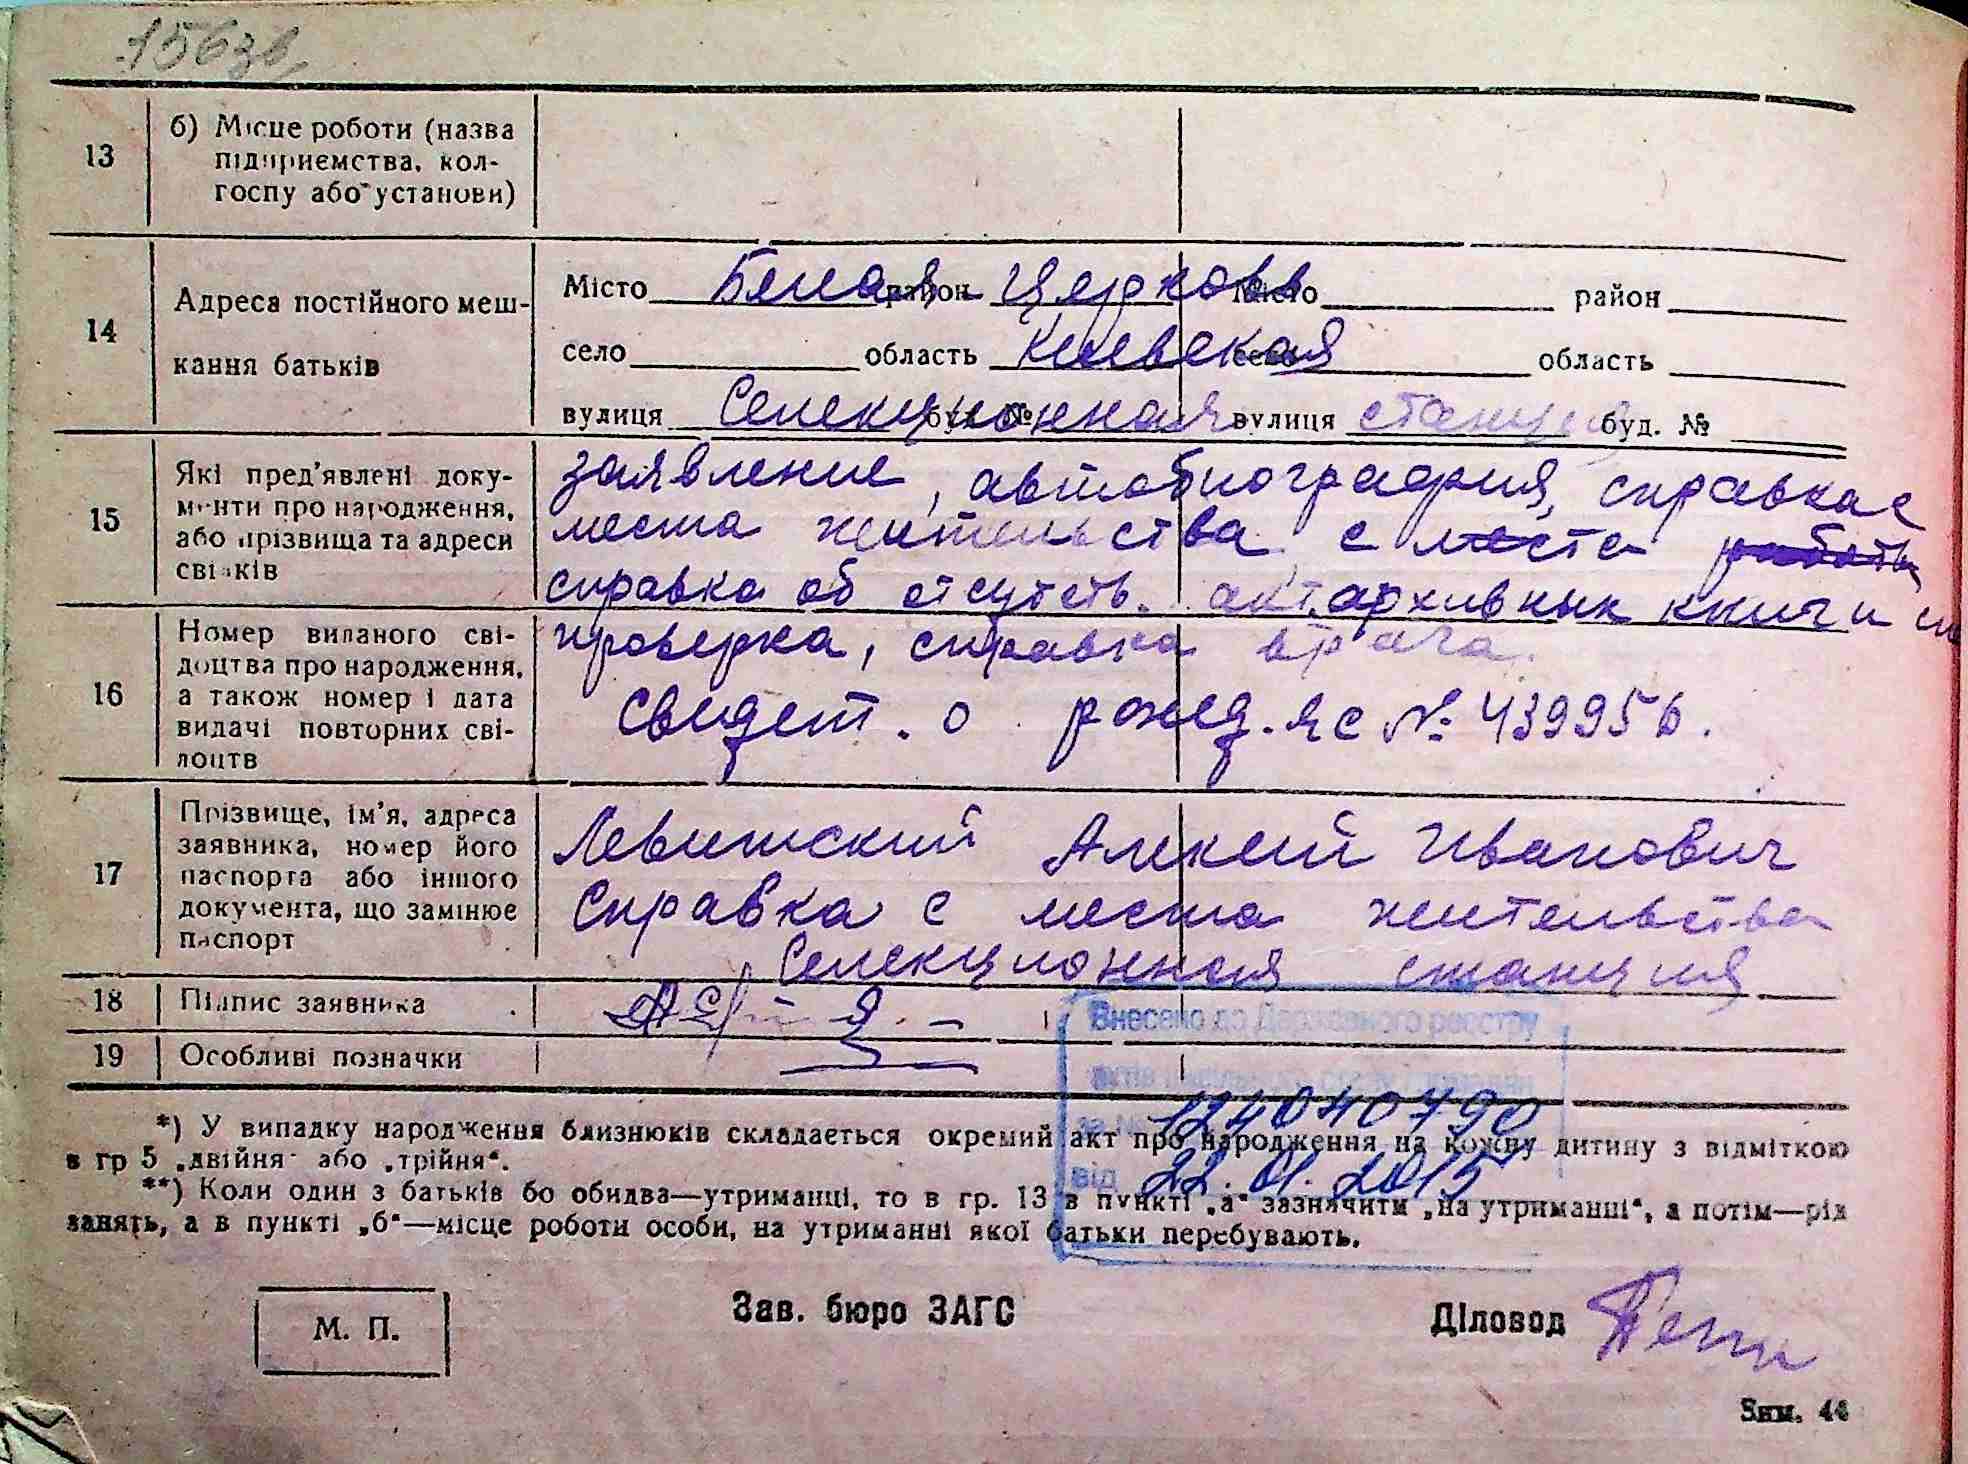 156зв
13 б) Місце роботи (назва
підприємства, кол-
госпу або установи)
14 Адреса постійного меш-
кання батьків
Місто Белая район Церковь Місто район
село область Киевская село область
вулиця Селекционная буд. № вулиця станция буд. №
15 Які пред'явлені доку-
менти про народження,
або прізвища та адреси
свідків
заявление, автобиография, справка с
места жительства с места работы
справка об отсутств. акт. архивных книги и
проверка, справка врача.
16 Номер виданого сві-
доцтва про народження,
а також номер і дата
видачі повторних сві-
доцтв
свидет. о рожд. ЯС № 439956.
17 Прізвище, ім'я, адреса
заявника, номер його
паспорта або іншого
документа, що замінює
паспорт
Левитский Алексей Иванович
Справка с места жительства
Селекционная станция
18 Підпис заявника
19 Особливі позначки
Внесено до Державного реєстру
актів цивільного стану громадян
за № 124040790
від 22.01.2015
*) У випадку народження близнюків складається окремий акт про народження на кожну дитину з відміткою
в гр 5 „двійня" або „трійня".
**) Коли один з батьків бо обидва—утриманці, то в гр. 13 в пункті „а" зазначити „на утриманні", а потім—рід
занять, а в пункті „б"—місце роботи особи, на утриманні якої батьки перебувають.
М. П.
Зав. бюро ЗАГС
Діловод
Зим. 44